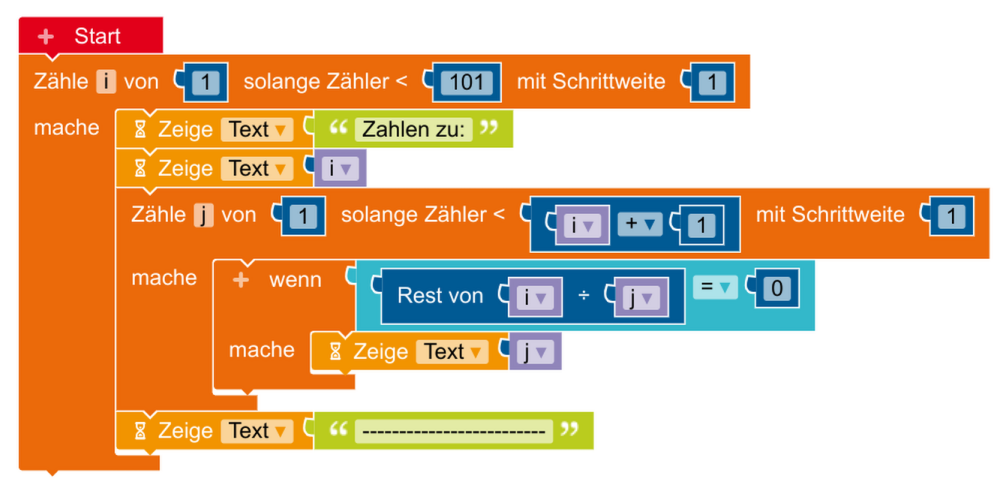 + Start
Zähle i von 1 solange Zähler < 101 mit Schrittweite 1
mache Zeige Text “ Zahlen zu: ”
Zeige Text i
Zähle j von 1 solange Zähler < i + 1 mit Schrittweite 1
mache + wenn Rest von i ÷ j = 0
mache Zeige Text j
Zeige Text “ ------------------------- ”